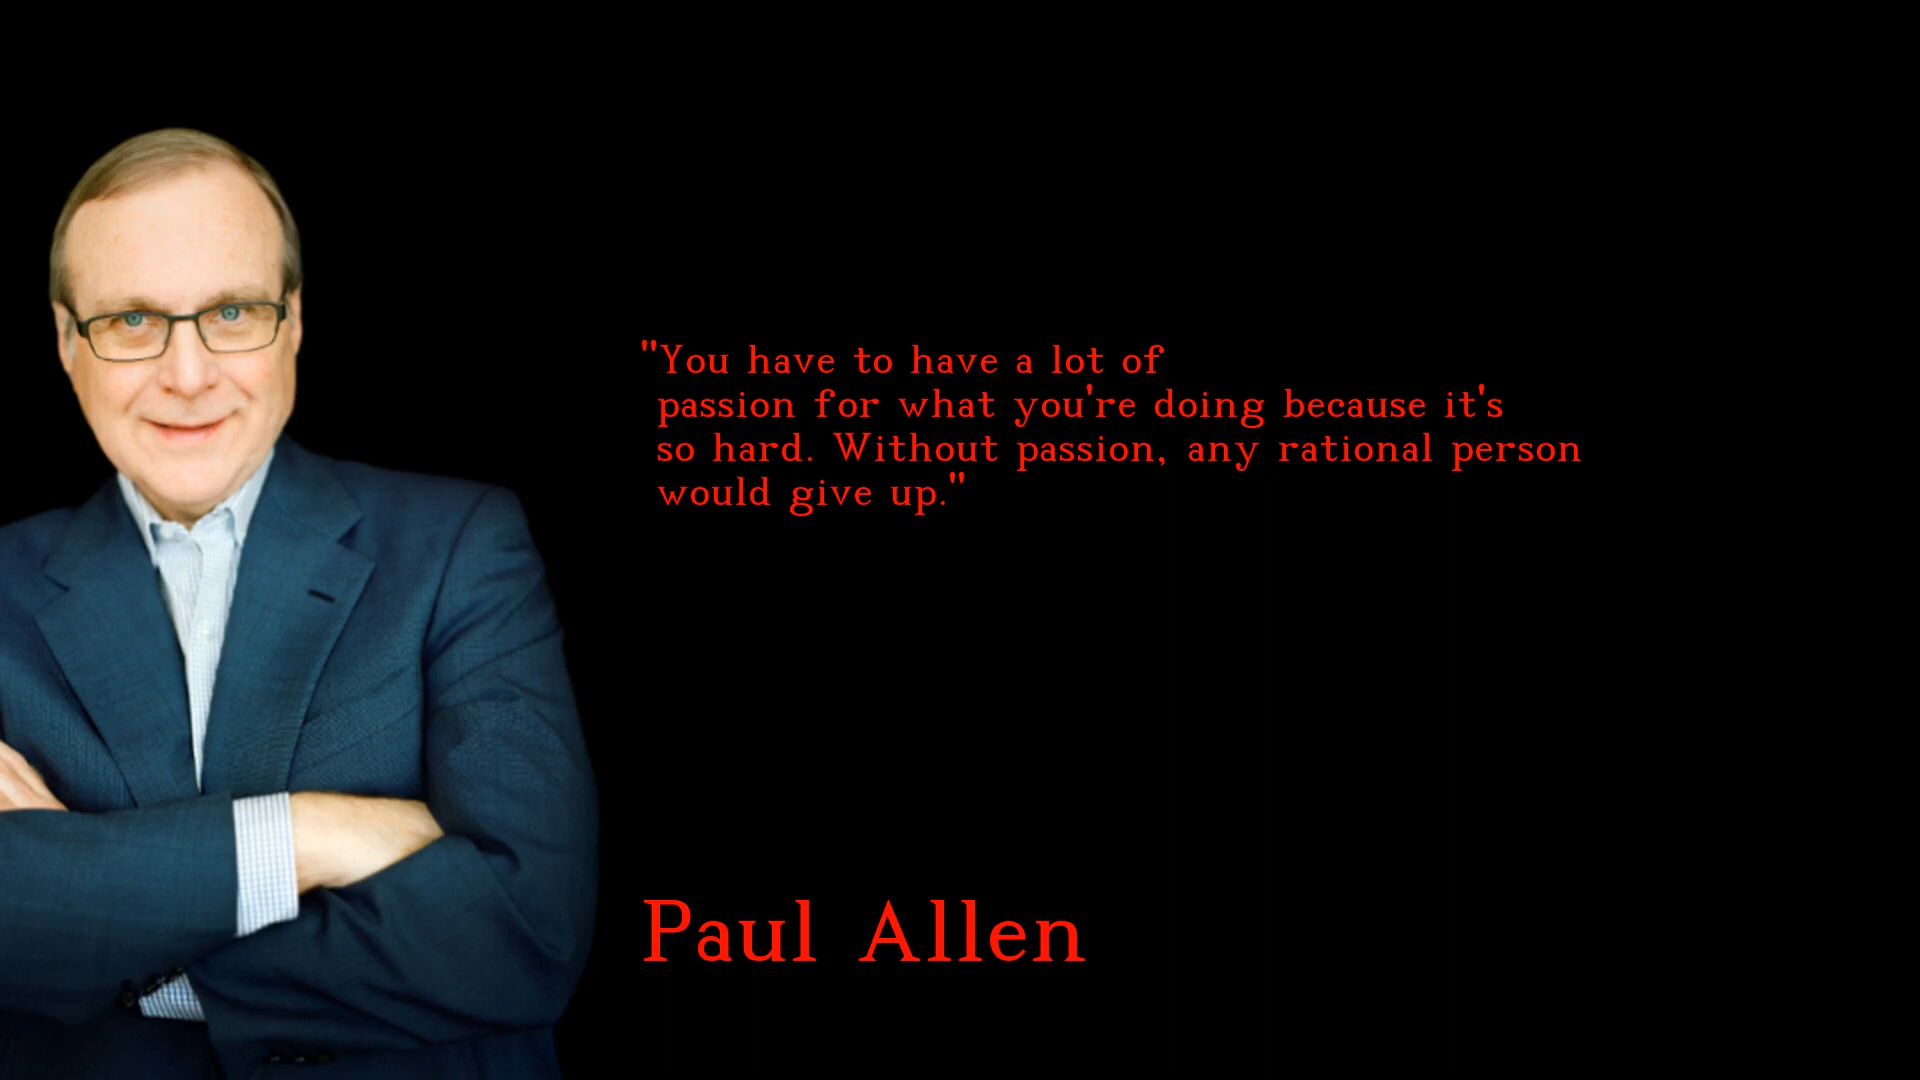 "You have to have a lot of
passion for what you're doing because it's
so hard. Without passion, any rational person
would give up."
Paul Allen